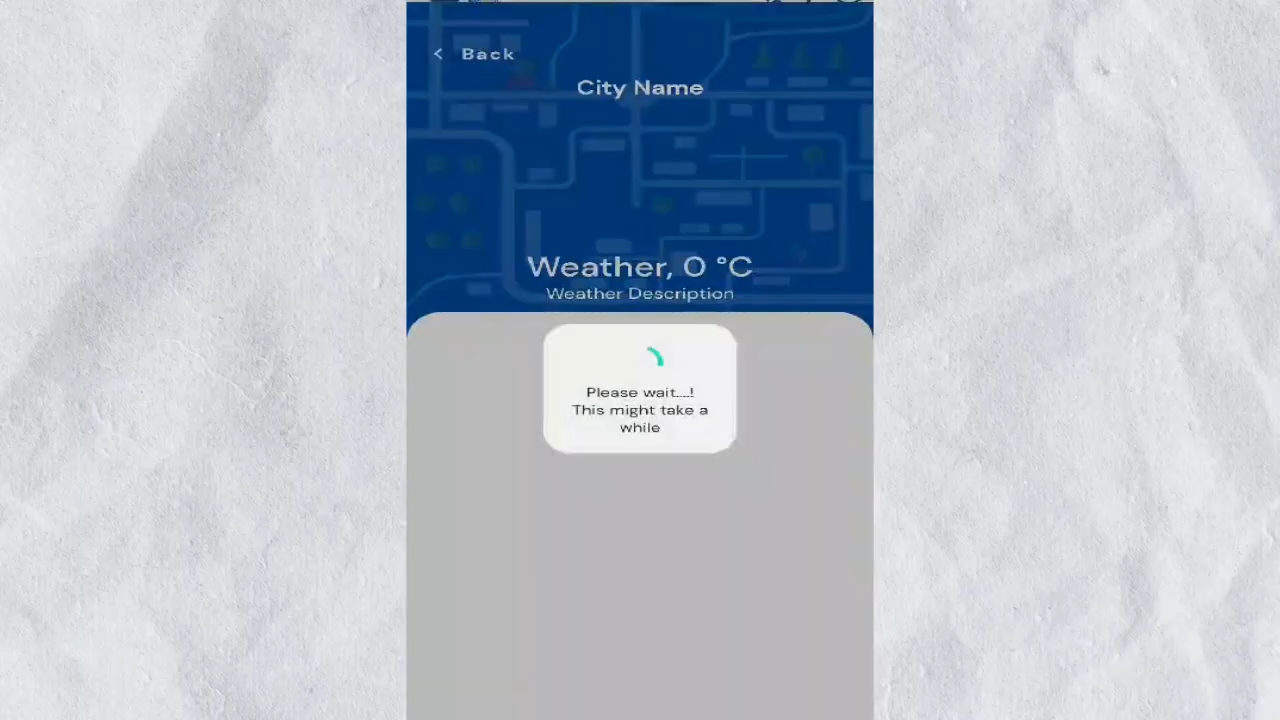 < Back
City Name
Weather, 0 °C
Weather Description
Please wait....!
This might take a
while